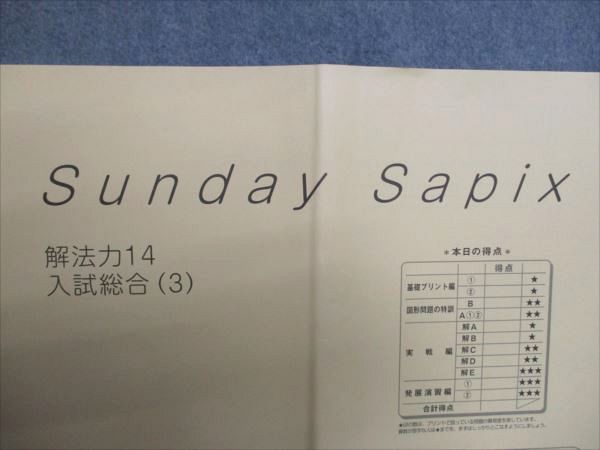 Sunday Sapix
解法力14
入試総合(3)
*本日の得点*
得点
基礎プリント編 ① ★
② ★
図形問題の特訓 B ★★
A①② ★★
実戦編 解A ★
解B ★
解C ★★
解D ★★
解E ★★★
発展演習編 ① ★★★
② ★★★
合計得点